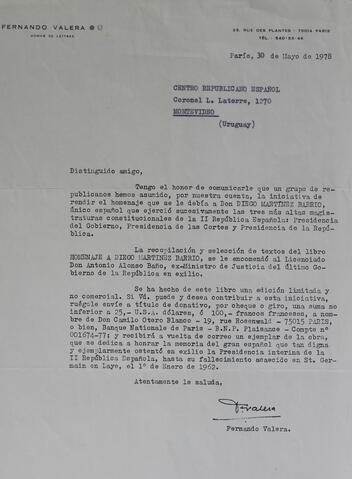 FERNANDO VALERA
HOMME DE LETTRES
25, RUE DES PLANTES - 75014 PARIS
TÉL.: 540-55-44
París, 30 de Mayo de 1978
CENTRO REPUBLICANO ESPAÑOL
Coronel L. Latorre, 1270
MONTEVIDEO
(Uruguay)
Distinguido amigo,
Tengo el honor de comunicarle que un grupo de re-
publicanos hemos asumido, por nuestra cuenta, la iniciativa de
rendir el homenaje que se le debía a Don DIEGO MARTÍNEZ BARRIO,
único español que ejerció sucesivamente las tres más altas magis-
traturas constitucionales de la II República Española: Presidencia
del Gobierno, Presidencia de las Cortes y Presidencia de la
República.
La recopilación y selección de textos del libro
HOMENAJE A DIEGO MARTÍNEZ BARRIO, se le encomendó al Licenciado
Don Antonio Alonso Baño, ex-Ministro de Justicia del último Go-
bierno de la República en exilio.
Se ha hecho de este libro una edición limitada y
no comercial. Si Vd. puede y desea contribuir a esta iniciativa,
ruégole envíe a título de donativo, por cheque o giro, una suma no
inferior a 25,- U.S.A. dólares, ó 100,- francos franceses, a nom-
bre de Don Camilo Otero Blanco - 19, rue Rosenwald - 75015 PARIS,
o bien, Banque Nationale de Paris - B.N.P. Plaisance - Compte nº
001674-77; y recibirá a vuelta de correo un ejemplar de la obra,
que se dedica a honrar la memoria del gran español que tan digna
y ejemplarmente ostentó en exilio la Presidencia interina de la
II República Española, hasta su fallecimiento acaecido en St. Ger-
main en Laye, el 1º de Enero de 1962.
Atentamente le saluda,
F. Valera
Fernando Valera.